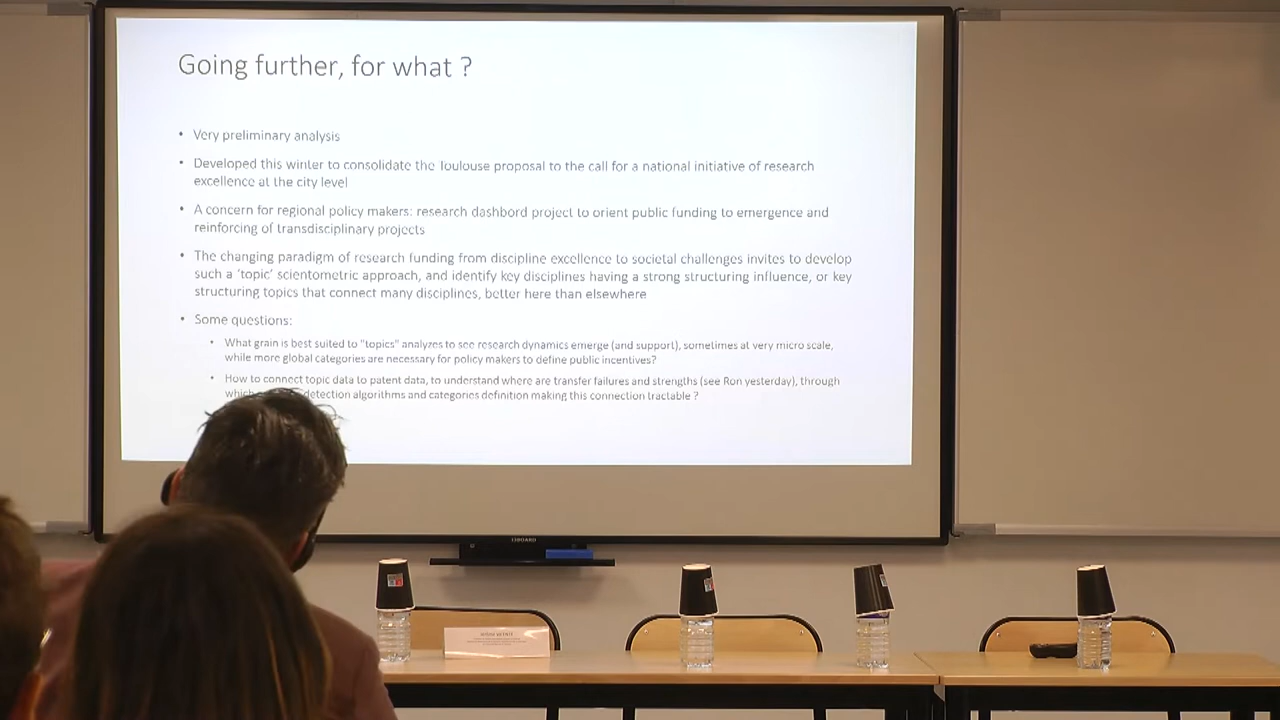 Going further, for what ?
• Very preliminary analysis
• Developed this winter to consolidate the Toulouse proposal to the call for a national initiative of research
excellence at the city level
• A concern for regional policy makers: research dashbord project to orient public funding to emergence and
reinforcing of transdisciplinary projects
• The changing paradigm of research funding from discipline excellence to societal challenges invites to develop
such a 'topic' scientometric approach, and identify key disciplines having a strong structuring influence, or key
structuring topics that connect many disciplines, better here than elsewhere
• Some questions:
• What grain is best suited to "topics" analyzes to see research dynamics emerge (and support), sometimes at very micro scale,
while more global categories are necessary for policy makers to define public incentives?
• How to connect topic data to patent data, to understand where are transfer failures and strengths (see Ron yesterday), through
which detection algorithms and categories definition making this connection tractable ?